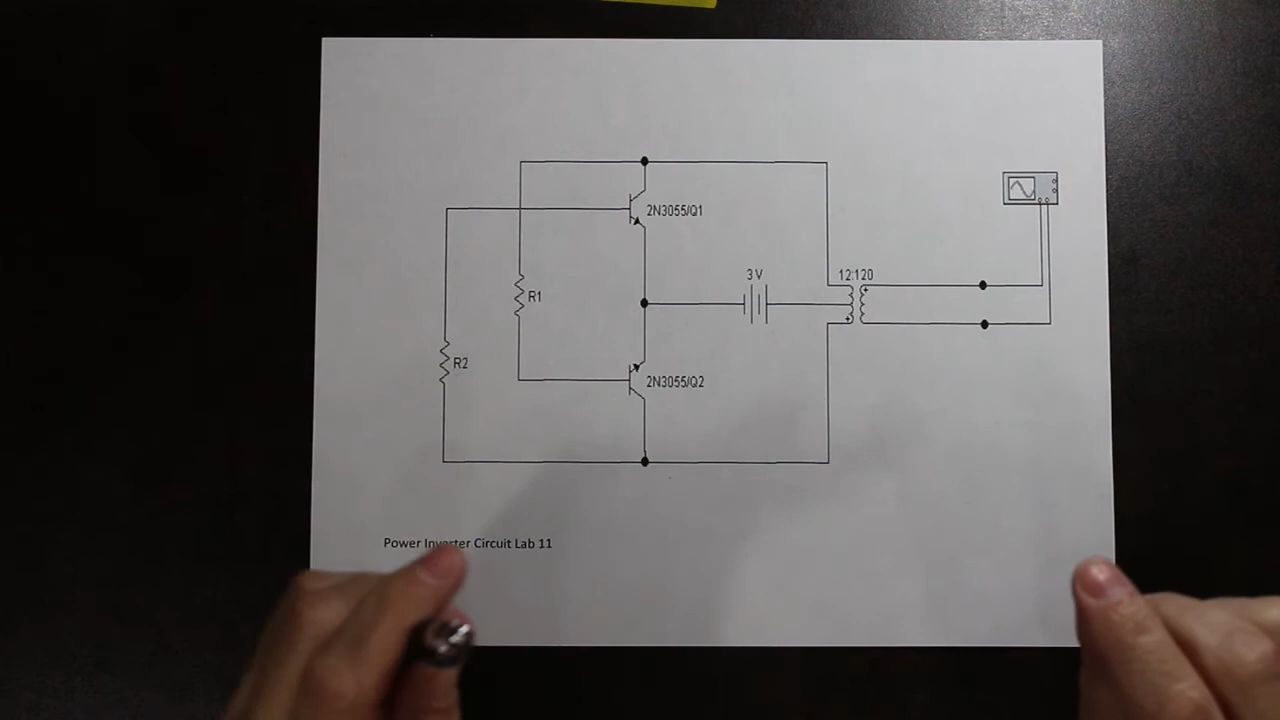 2N3055/Q1
3 V
12:120
R1
R2
2N3055/Q2
Power Inverter Circuit Lab 11